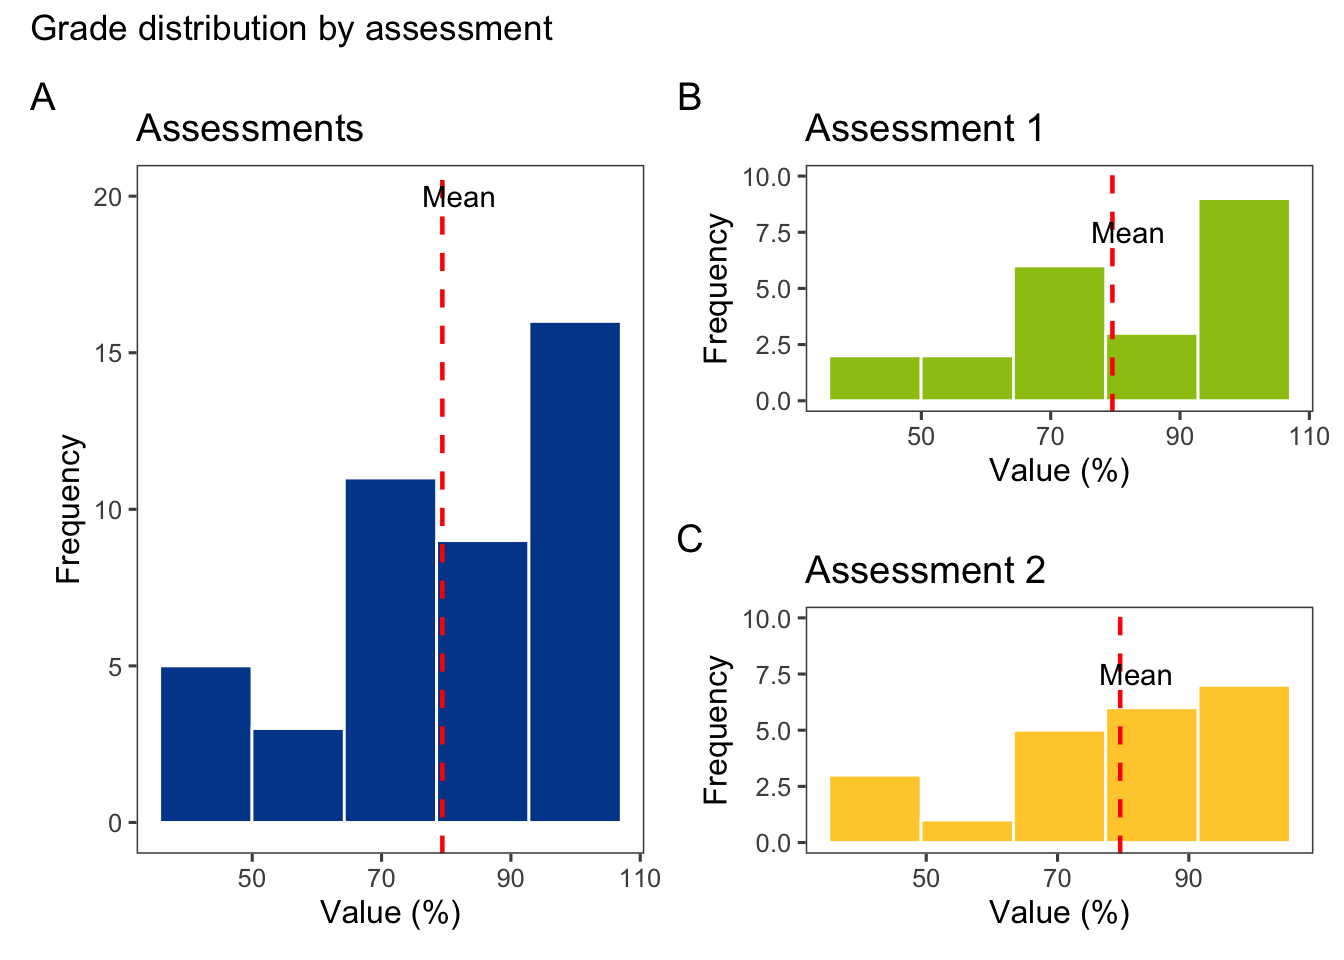 Grade distribution by assessment
A
Assessments
Frequency
20
15
10
5
0
Mean
50 70 90 110
Value (%)
B
Assessment 1
Frequency
10.0
7.5
5.0
2.5
0.0
Mean
50 70 90 110
Value (%)
C
Assessment 2
Frequency
10.0
7.5
5.0
2.5
0.0
Mean
50 70 90
Value (%)